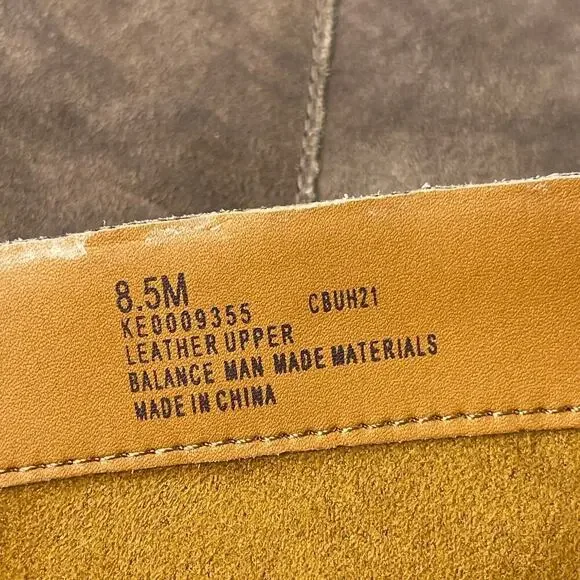 8.5M
KE0009355 CBUH21
LEATHER UPPER
BALANCE MAN MADE MATERIALS
MADE IN CHINA